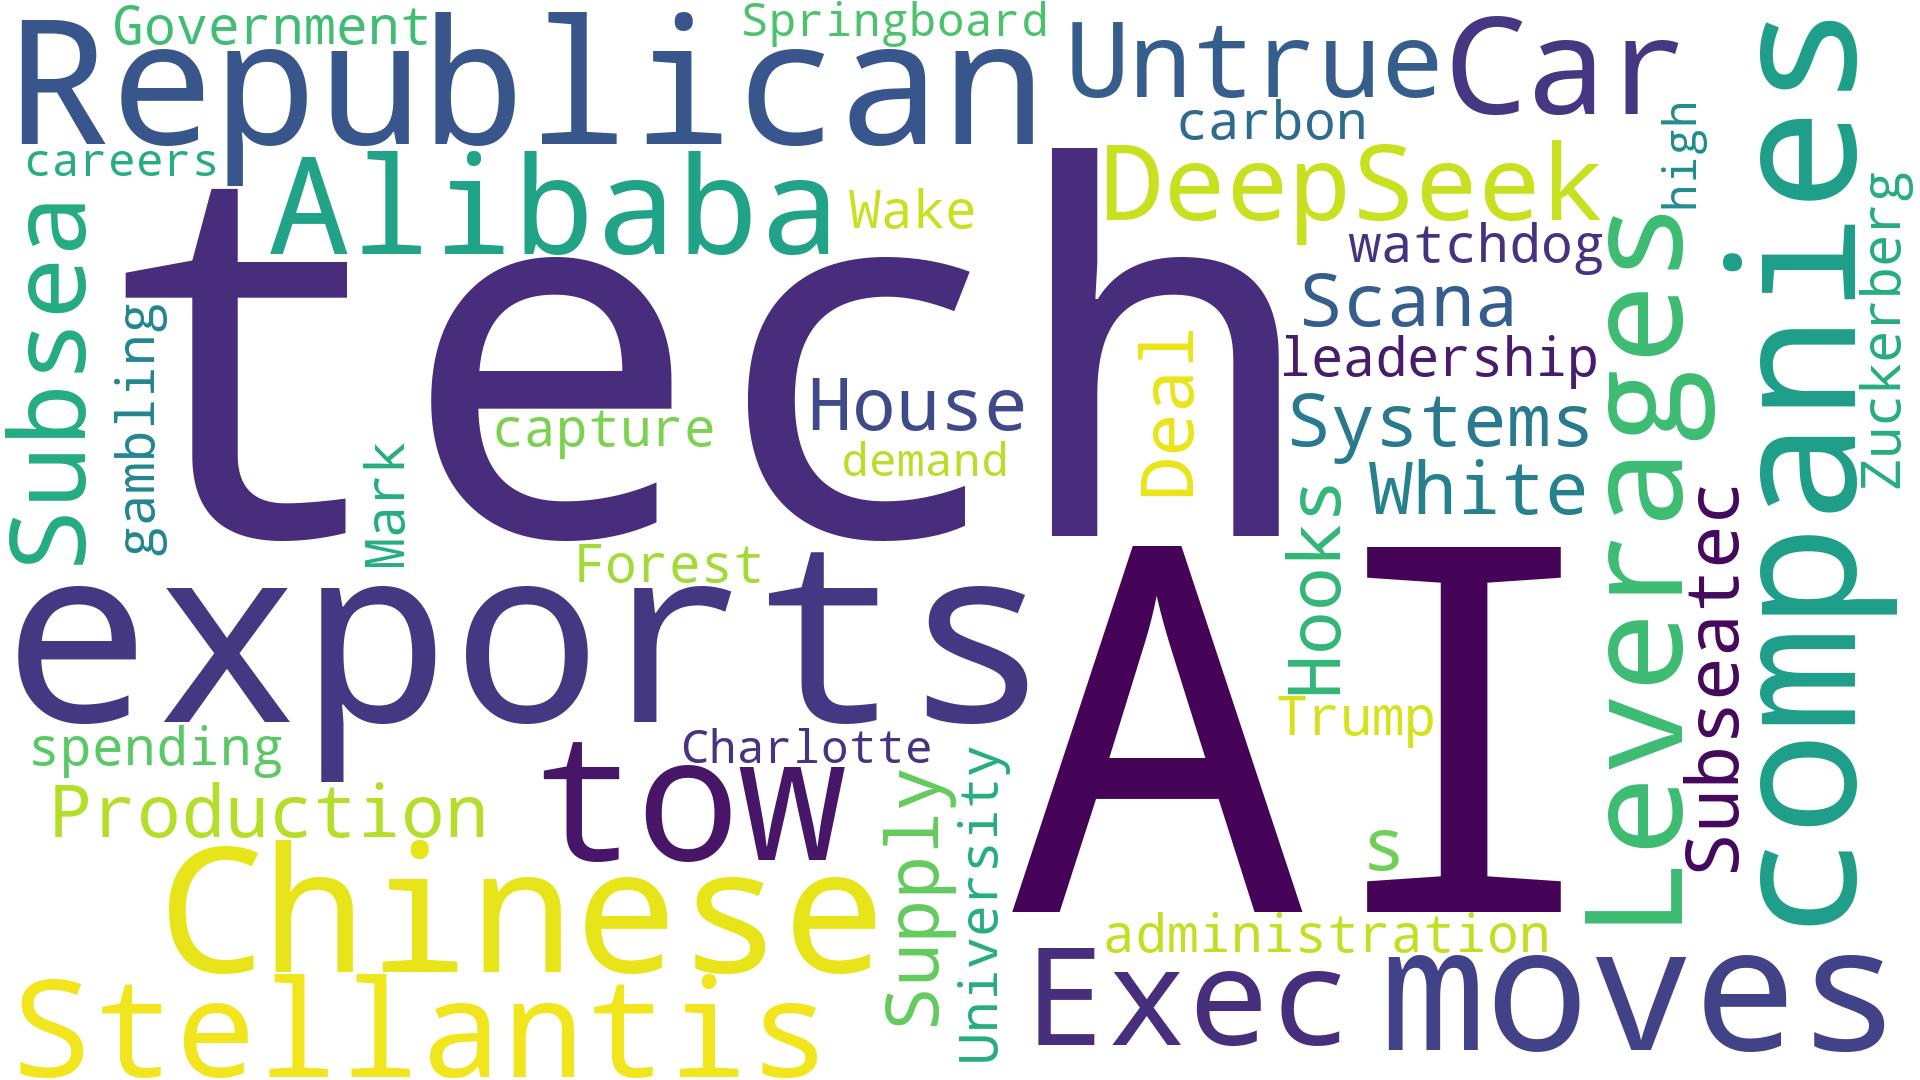 Government
Springboard
Republican
Untrue
Car
companies
carbon
high
careers
Alibaba
Wake
DeepSeek
Zuckerberg
Subsea
tech
watchdog
Leverages
Scana
gambling
Deal
leadership
House
capture
demand
Systems
Mark
White
Hooks
Subseatec
Forest
exports
AI
Trump
spending
Charlotte
tow
Production
Supply
University
s
Chinese
administration
Exec
moves
Stellantis